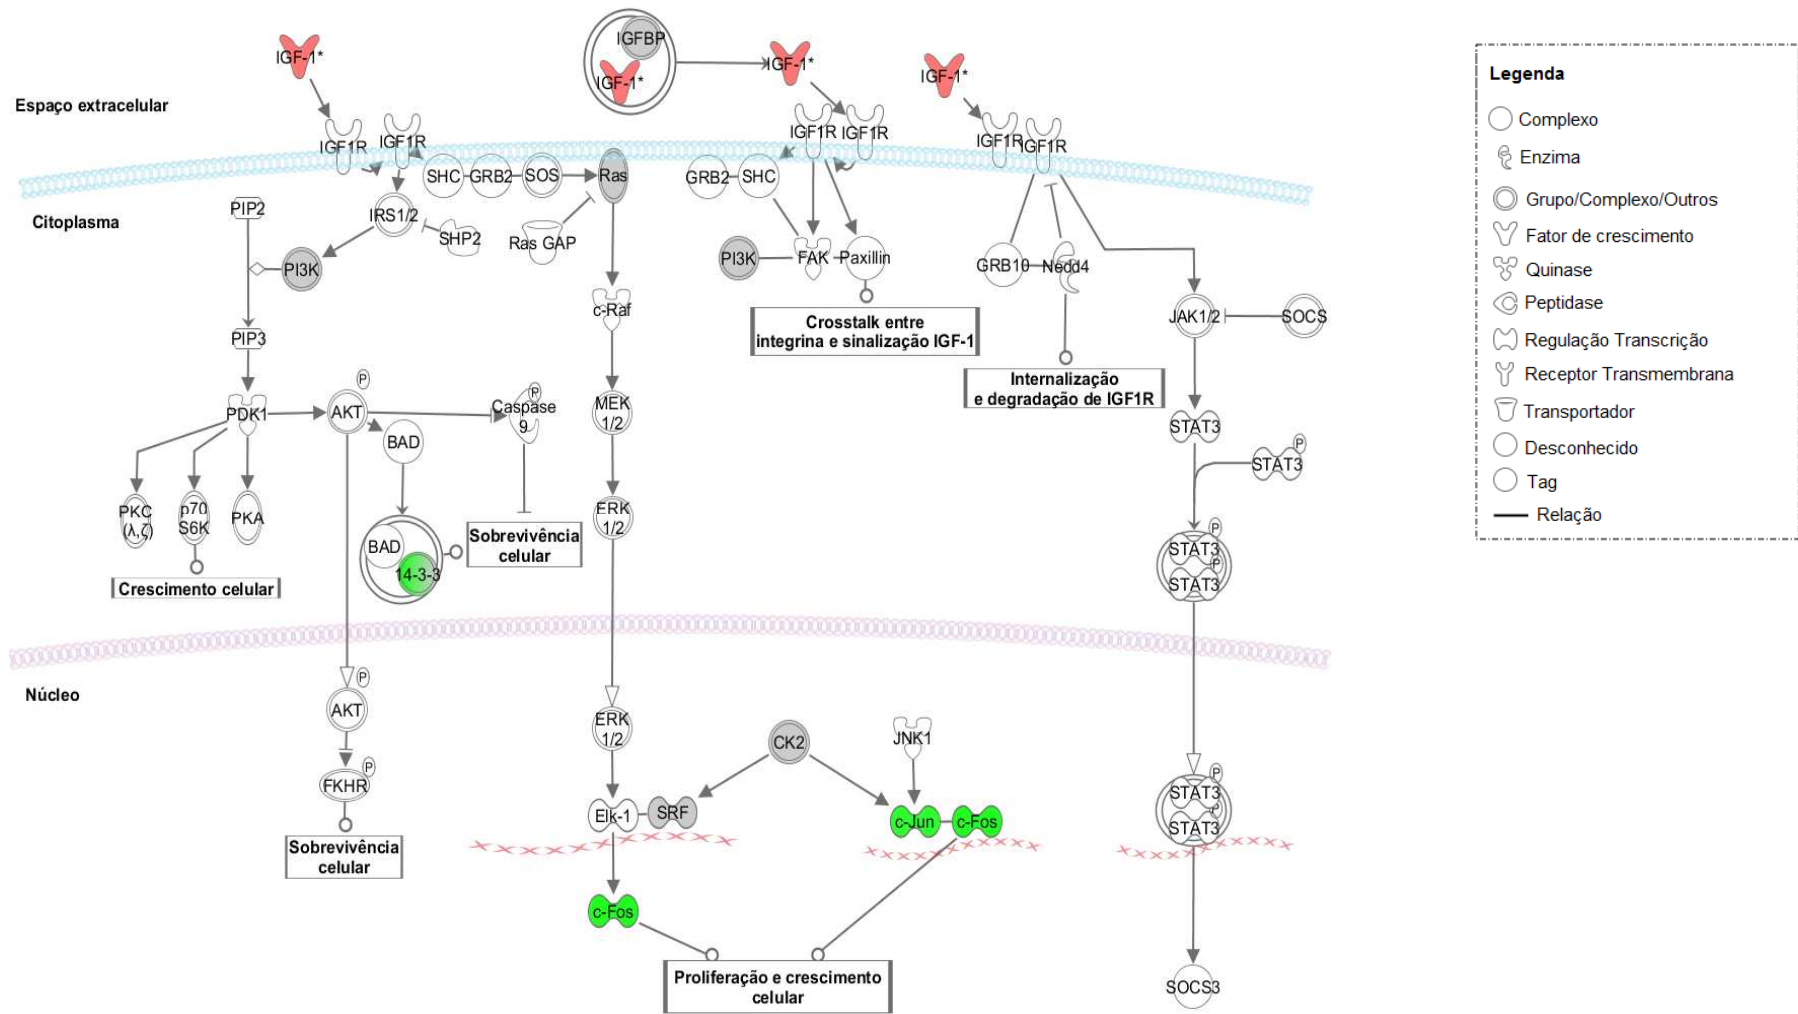 IGFBP
IGF-1*
IGF-1*
IGF-1*
IGF-1*
Espaço extracelular
IGF1R
IGF1R
IGF1R
IGF1R
IGF1R
IGF1R
SHC
GRB2
SOS
Ras
GRB2
SHC
Citoplasma
PIP2
IRS1/2
SHP2
Ras GAP
PI3K
PI3K
FAK
Paxillin
GRB10
Nedd4
c-Raf
JAK1/2
SOCS
Crosstalk entre
integrina e sinalização IGF-1
PIP3
Internalização
e degradação de IGF1R
P
P
PDK1
AKT
Caspase
9
MEK
1/2
BAD
STAT3
P
STAT3
PKC
(λ,ζ)
p70
S6K
PKA
ERK
1/2
BAD
14-3-3
Sobrevivência
celular
P
STAT3
P
STAT3
Crescimento celular
Núcleo
P
AKT
ERK
1/2
CK2
JNK1
P
FKHR
P
STAT3
P
STAT3
Elk-1
SRF
c-Jun
c-Fos
Sobrevivência
celular
c-Fos
Proliferação e crescimento
celular
SOCS3
Legenda
Complexo
Enzima
Grupo/Complexo/Outros
Fator de crescimento
Quinase
Peptidase
Regulação Transcrição
Receptor Transmembrana
Transportador
Desconhecido
Tag
Relação